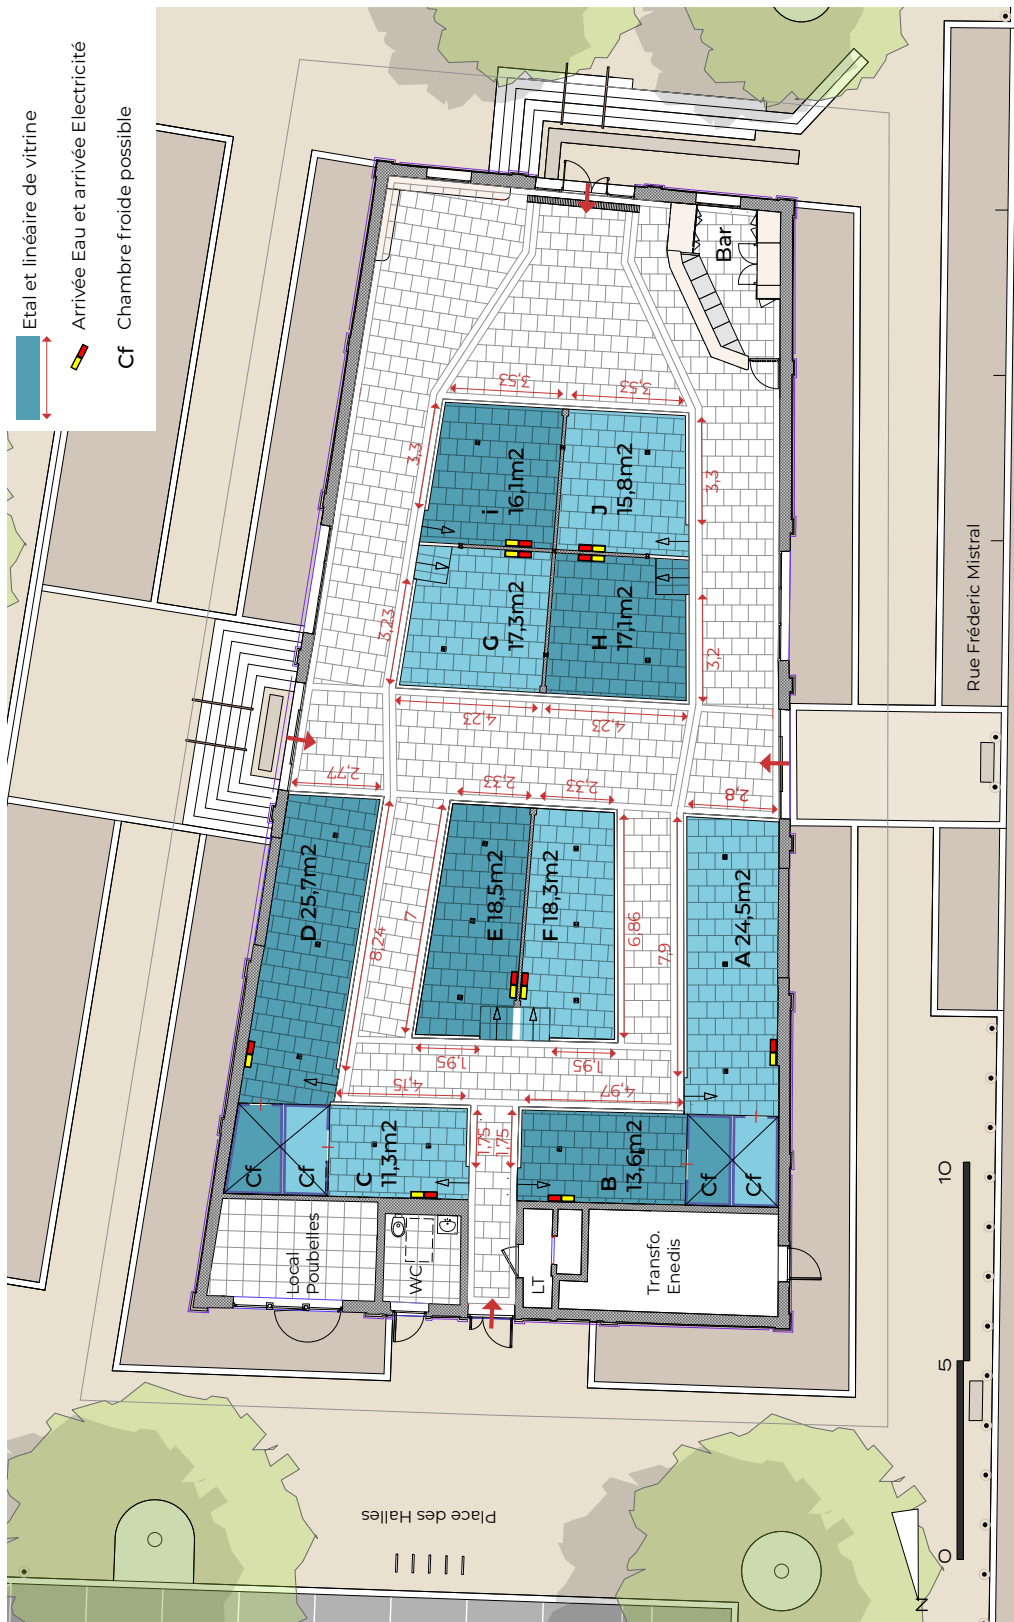 Etal et linéaire de vitrine
Arrivée Eau et arrivée Electricité
Cf Chambre froide possible
Bar
3,53
3,53
3,3
3,3
i
16,1m2
J
15,8m2
G
17,3m2
H
17,1m2
3,23
3,2
4,23
4,23
2,77
2,33
2,33
2,8
D 25,7m2
E 18,5m2
F 18,3m2
A 24,5m2
8,24
7
6,86
7,9
1,95
1,95
4,15
4,97
1,75
1,75
Cf
Cf
C
11,3m2
B
13,6m2
Cf
Cf
Local
Poubelles
WC
LT
Transfo.
Enedis
Rue Fréderic Mistral
Place des Halles
0
5
10
N